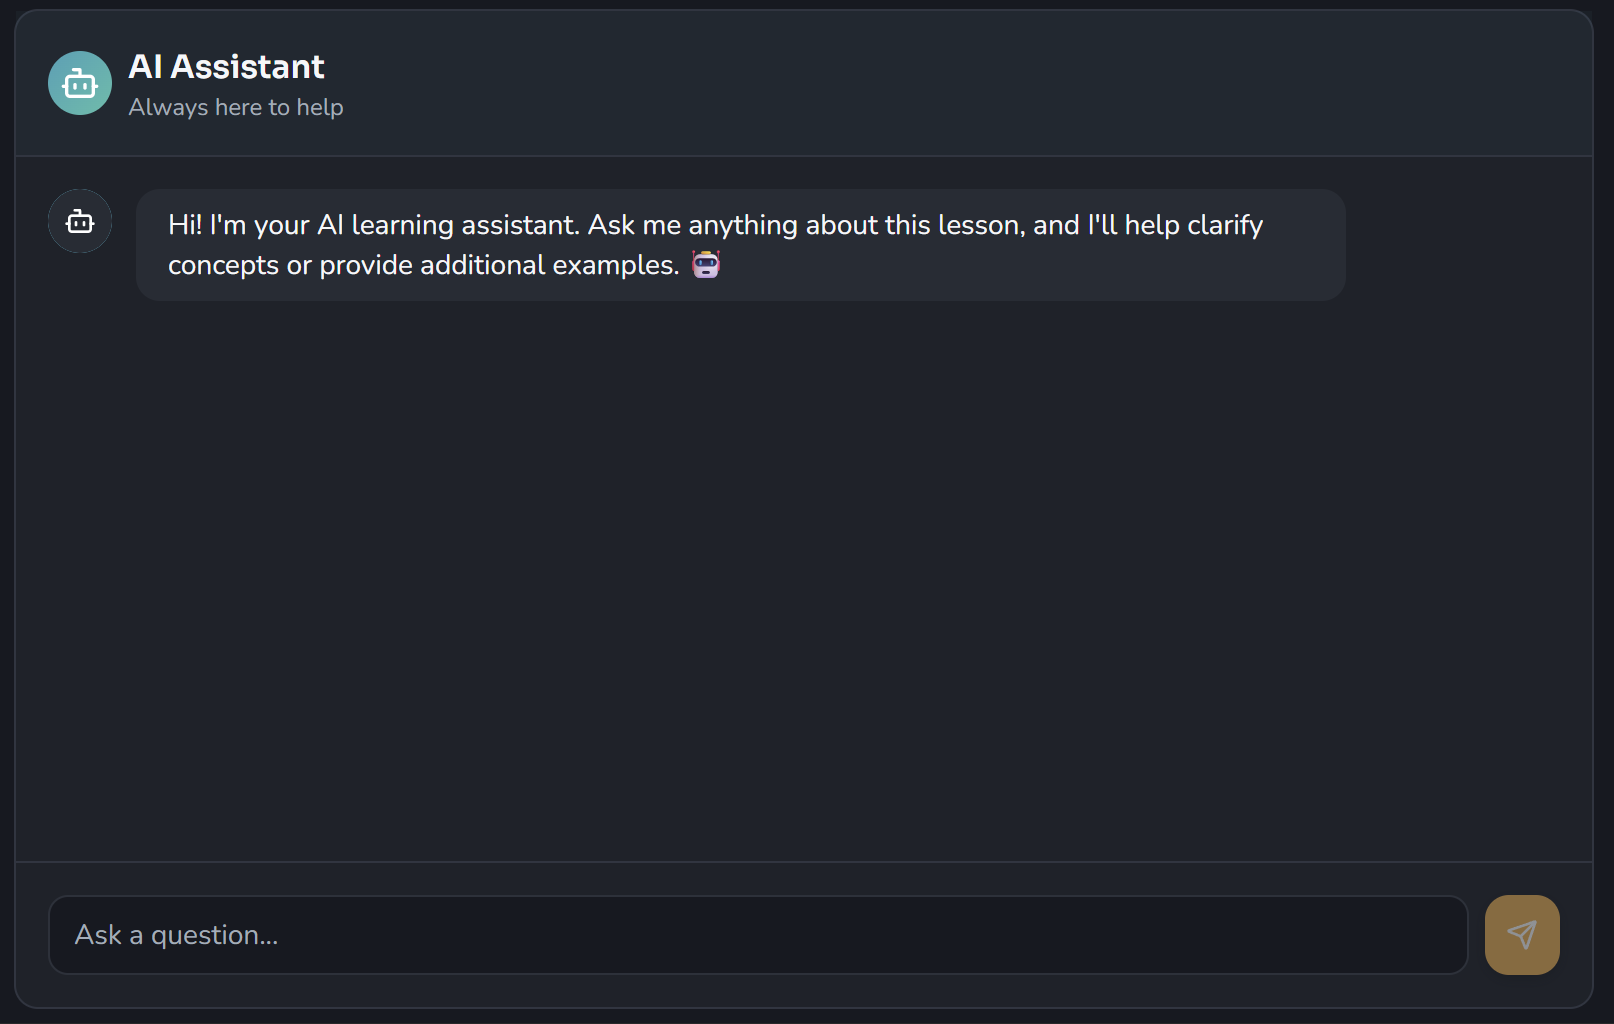 AI Assistant
Always here to help
Hi! I'm your AI learning assistant. Ask me anything about this lesson, and I'll help clarify
concepts or provide additional examples. 🤖
Ask a question...